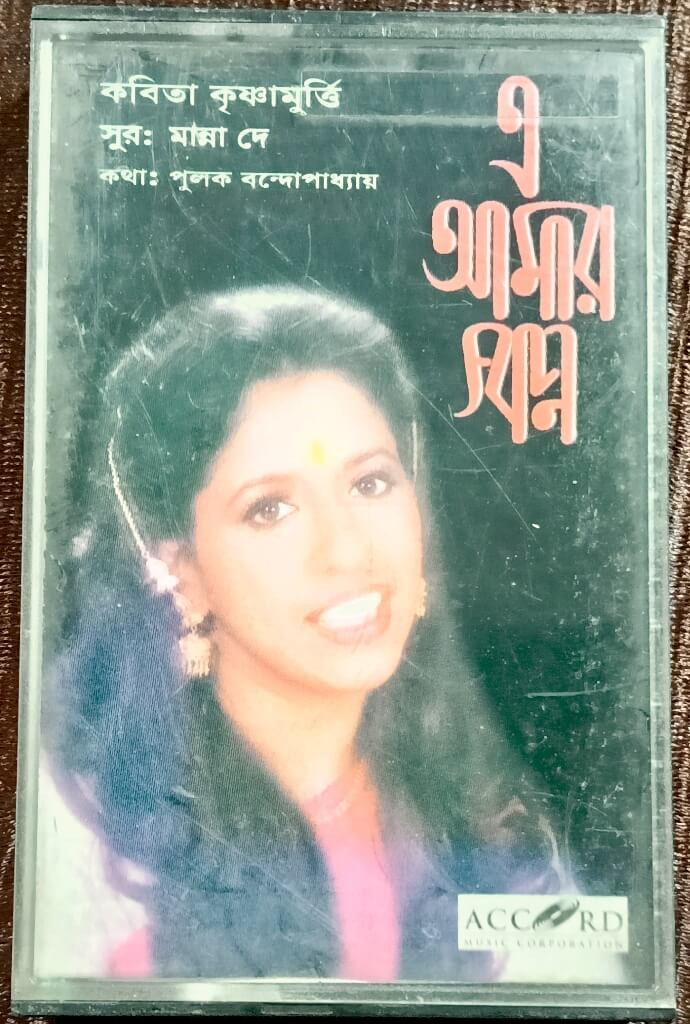 কবিতা কৃষ্ণামুর্ত্তি
সুর: মান্না দে
কথা: পুলক বন্দোপাধ্যায়
এ
আমার
স্বপ্ন
ACCORD
MUSIC CORPORATION